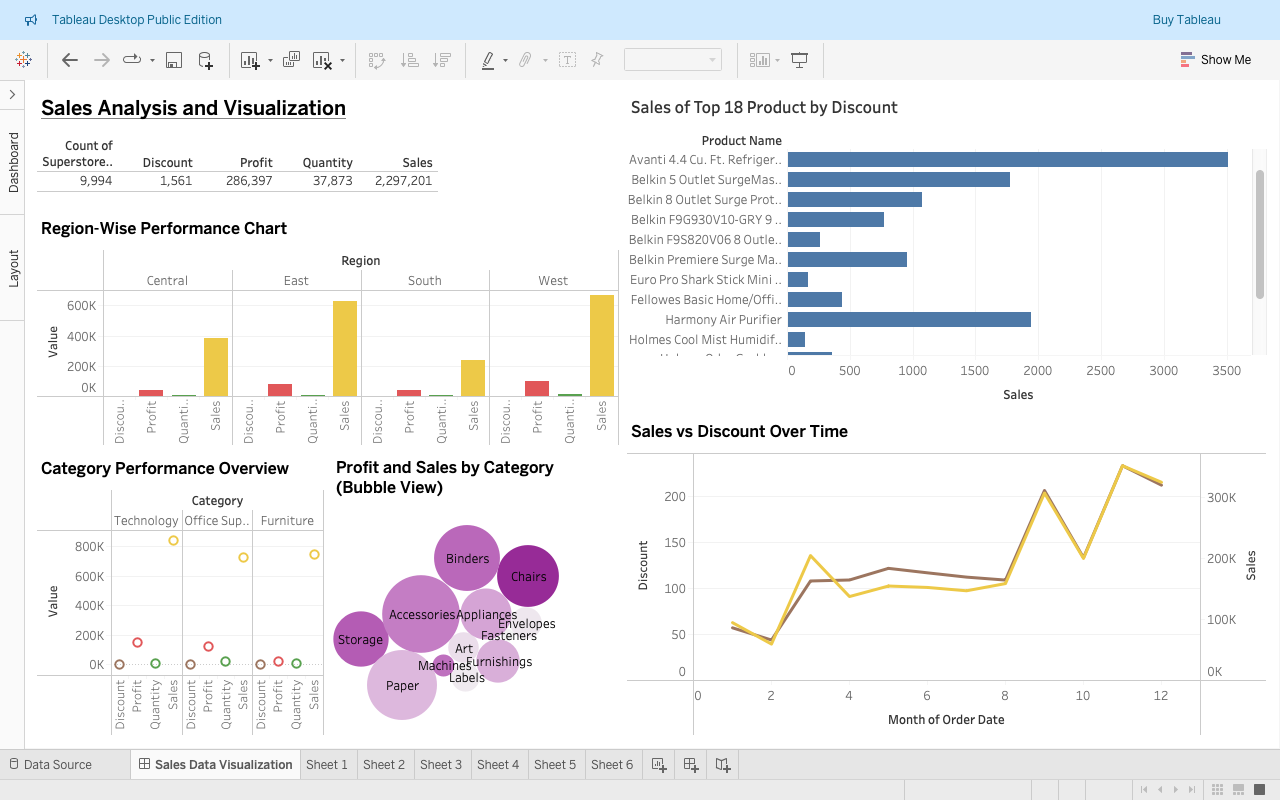 Tableau Desktop Public Edition
Buy Tableau
Show Me
Dashboard
Layout
Sales Analysis and Visualization
Count of
Superstore..
Discount
Profit
Quantity
Sales
9,994
1,561
286,397
37,873
2,297,201
Region-Wise Performance Chart
Region
Central
East
South
West
Value
600K
400K
200K
0K
Discou..
Profit
Quanti..
Sales
Discou..
Profit
Quanti..
Sales
Discou..
Profit
Quanti..
Sales
Discou..
Profit
Quanti..
Sales
Category Performance Overview
Category
Technology
Office Sup..
Furniture
Value
800K
600K
400K
200K
0K
Discount
Profit
Quantity
Sales
Discount
Profit
Quantity
Sales
Discount
Profit
Quantity
Sales
Profit and Sales by Category
(Bubble View)
Binders
Chairs
Accessories
Appliances
Envelopes
Fasteners
Storage
Art
Furnishings
Machines
Labels
Paper
Sales of Top 18 Product by Discount
Product Name
Avanti 4.4 Cu. Ft. Refriger..
Belkin 5 Outlet SurgeMas..
Belkin 8 Outlet Surge Prot..
Belkin F9G930V10-GRY 9 ..
Belkin F9S820V06 8 Outle..
Belkin Premiere Surge Ma..
Euro Pro Shark Stick Mini ..
Fellowes Basic Home/Offi..
Harmony Air Purifier
Holmes Cool Mist Humidif..
0
500
1000
1500
2000
2500
3000
3500
Sales
Sales vs Discount Over Time
Discount
200
150
100
50
0
300K
200K
100K
0K
Sales
0
2
4
6
8
10
12
Month of Order Date
Data Source
Sales Data Visualization
Sheet 1
Sheet 2
Sheet 3
Sheet 4
Sheet 5
Sheet 6